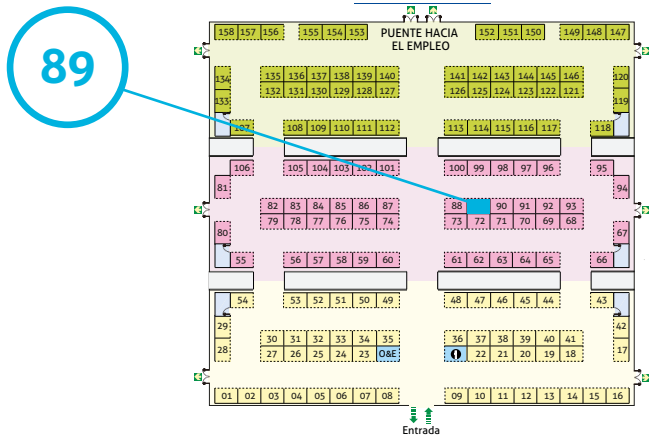 89
158 157 156 155 154 153 PUENTE HACIA 152 151 150 149 148 147
EL EMPLEO
134 135 136 137 138 139 140 141 142 143 144 145 146 120
133 132 131 130 129 128 127 126 125 124 123 122 121 119
107 108 109 110 111 112 113 114 115 116 117 118
106 105 104 103 102 101 100 99 98 97 96 95
81 94
82 83 84 85 86 87 88 90 91 92 93
80 79 78 77 76 75 74 73 72 71 70 69 68 67
55 56 57 58 59 60 61 62 63 64 65 66
54 53 52 51 50 49 48 47 46 45 44 43
29 42
30 31 32 33 34 35 36 37 38 39 40 41
28 27 26 25 24 23 O&E 22 21 20 19 18 17
01 02 03 04 05 06 07 08 09 10 11 12 13 14 15 16
Entrada